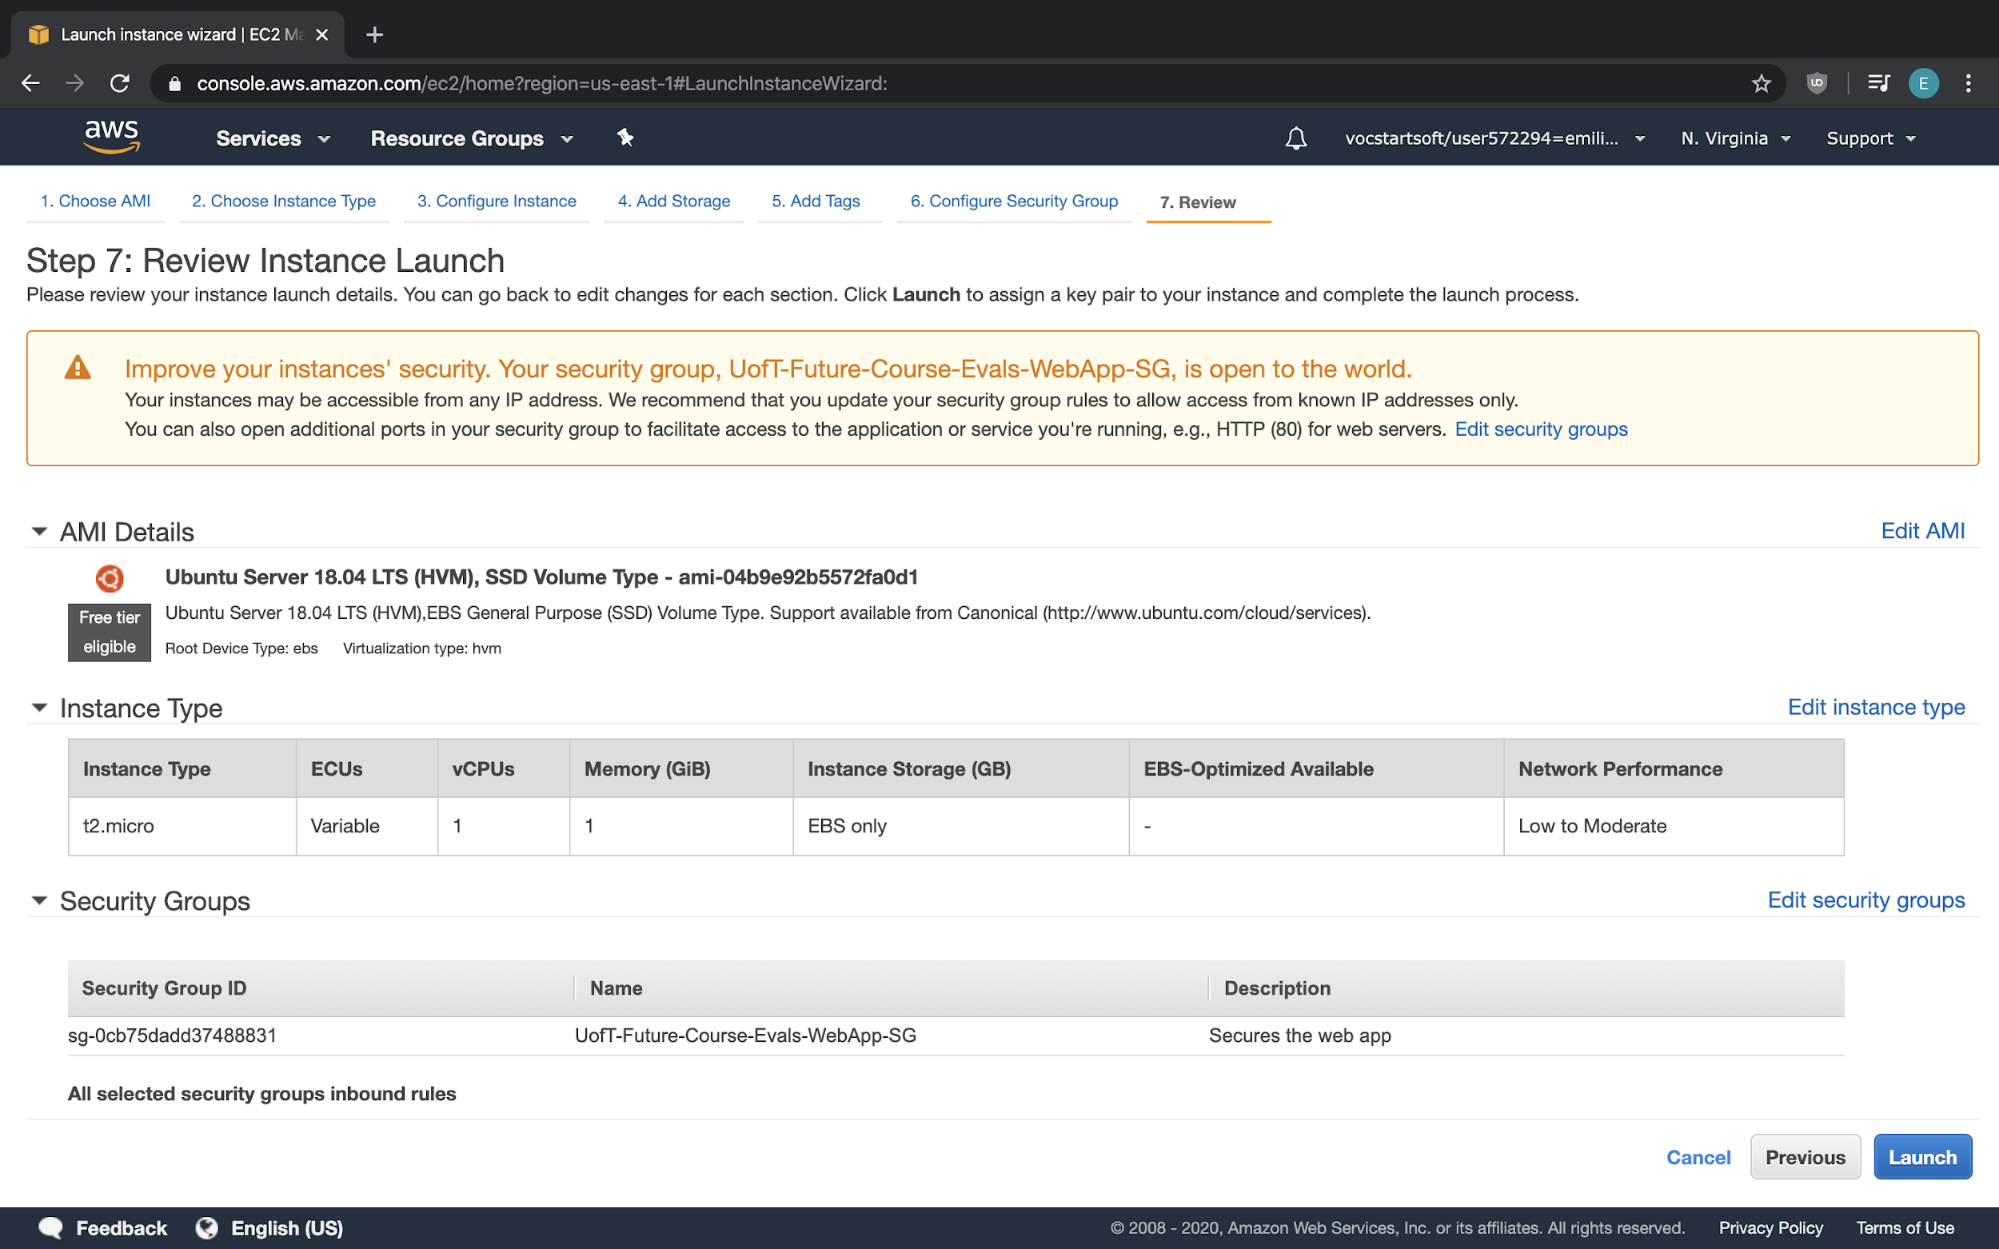 Launch instance wizard | EC2 Ma
console.aws.amazon.com/ec2/home?region=us-east-1#LaunchInstanceWizard:
E
aws
Services
Resource Groups
vocstartsoft/user572294=emili...
N. Virginia
Support
1. Choose AMI
2. Choose Instance Type
3. Configure Instance
4. Add Storage
5. Add Tags
6. Configure Security Group
7. Review
Step 7: Review Instance Launch
Please review your instance launch details. You can go back to edit changes for each section. Click Launch to assign a key pair to your instance and complete the launch process.
Improve your instances' security. Your security group, UofT-Future-Course-Evals-WebApp-SG, is open to the world.
Your instances may be accessible from any IP address. We recommend that you update your security group rules to allow access from known IP addresses only.
You can also open additional ports in your security group to facilitate access to the application or service you're running, e.g., HTTP (80) for web servers. Edit security groups
AMI Details
Edit AMI
Ubuntu Server 18.04 LTS (HVM), SSD Volume Type - ami-04b9e92b5572fa0d1
Free tier
eligible
Ubuntu Server 18.04 LTS (HVM),EBS General Purpose (SSD) Volume Type. Support available from Canonical (http://www.ubuntu.com/cloud/services).
Root Device Type: ebs
Virtualization type: hvm
Instance Type
Edit instance type
Instance Type
ECUs
vCPUs
Memory (GiB)
Instance Storage (GB)
EBS-Optimized Available
Network Performance
t2.micro
Variable
1
1
EBS only
-
Low to Moderate
Security Groups
Edit security groups
Security Group ID
Name
Description
sg-0cb75dadd37488831
UofT-Future-Course-Evals-WebApp-SG
Secures the web app
All selected security groups inbound rules
Cancel
Previous
Launch
Feedback
English (US)
© 2008 - 2020, Amazon Web Services, Inc. or its affiliates. All rights reserved.
Privacy Policy
Terms of Use